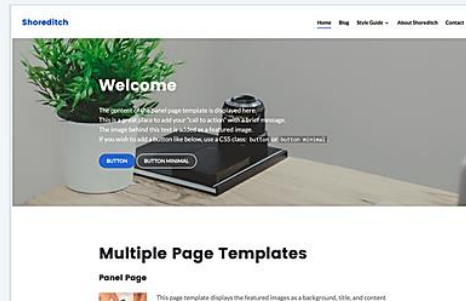 Shoreditch
Home Blog Style Guide About Shoreditch Contact
Welcome
The content of the panel page template is displayed here.
This is a great place to add your "call to action" with a brief message.
The image behind this text is added as a featured image.
If you wish to add a button like below, use a CSS class: button or button minimal
BUTTON BUTTON MINIMAL
Multiple Page Templates
Panel Page
This page template displays the featured images as a background, title, and content